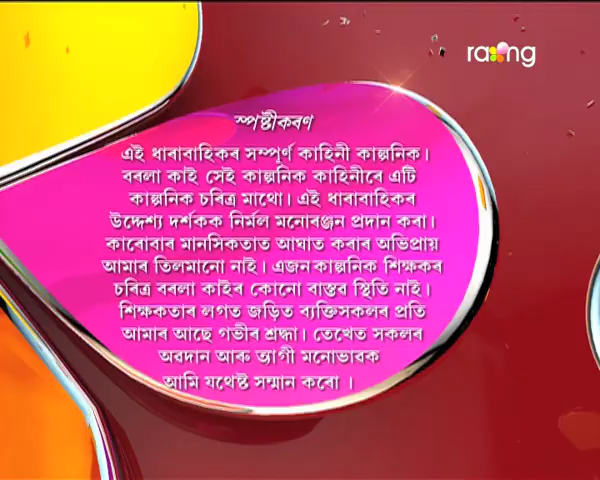 rang
স্পষ্টীকৰণ
এই ধাৰাবাহিকৰ সম্পূৰ্ণ কাহিনী কাল্পনিক।
বৰলা কাই সেই কাল্পনিক কাহিনীৰে এটি
কাল্পনিক চৰিত্ৰ মাথো। এই ধাৰাবাহিকৰ
উদ্দেশ্য দৰ্শকক নিৰ্মল মনোৰঞ্জন প্ৰদান কৰা।
কাৰোবাৰ মানসিকতাত আঘাত কৰাৰ অভিপ্ৰায়
আমাৰ তিলমানো নাই। এজন কাল্পনিক শিক্ষকৰ
চৰিত্ৰ বৰলা কাইৰ কোনো বাস্তৱ স্থিতি নাই।
শিক্ষকতাৰ লগত জড়িত ব্যক্তিসকলৰ প্ৰতি
আমাৰ আছে গভীৰ শ্ৰদ্ধা। তেখেত সকলৰ
অৱদান আৰু ত্যাগী মনোভাবক
আমি যথেষ্ট সন্মান কৰো ।